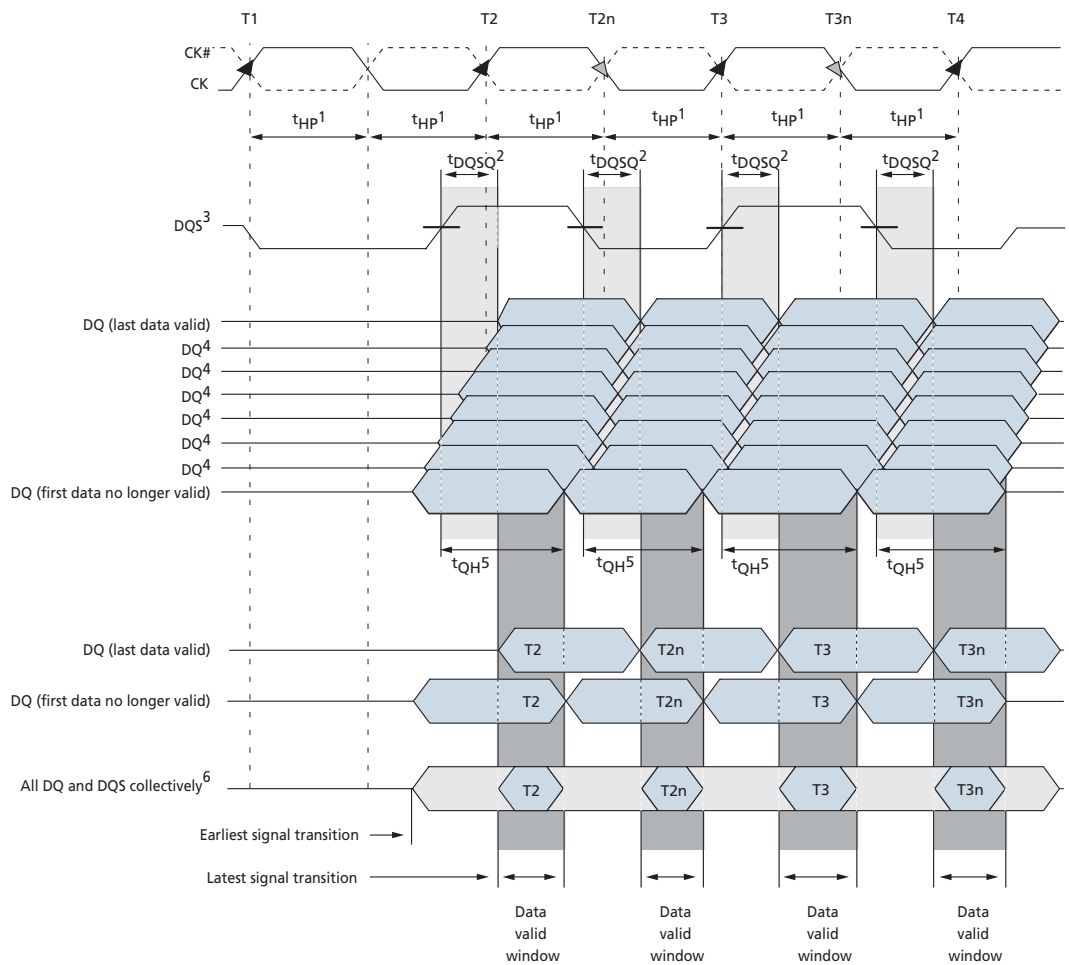 T1 T2 T2n T3 T3n T4
CK#
CK
tHP1 tHP1 tHP1 tHP1 tHP1 tHP1
tDQSQ2 tDQSQ2 tDQSQ2 tDQSQ2
DQS3
DQ (last data valid)
DQ4
DQ4
DQ4
DQ4
DQ4
DQ4
DQ (first data no longer valid)
tQH5 tQH5 tQH5 tQH5
DQ (last data valid) T2 T2n T3 T3n
DQ (first data no longer valid) T2 T2n T3 T3n
All DQ and DQS collectively6 T2 T2n T3 T3n
Earliest signal transition
Latest signal transition
Data valid window
Data valid window
Data valid window
Data valid window